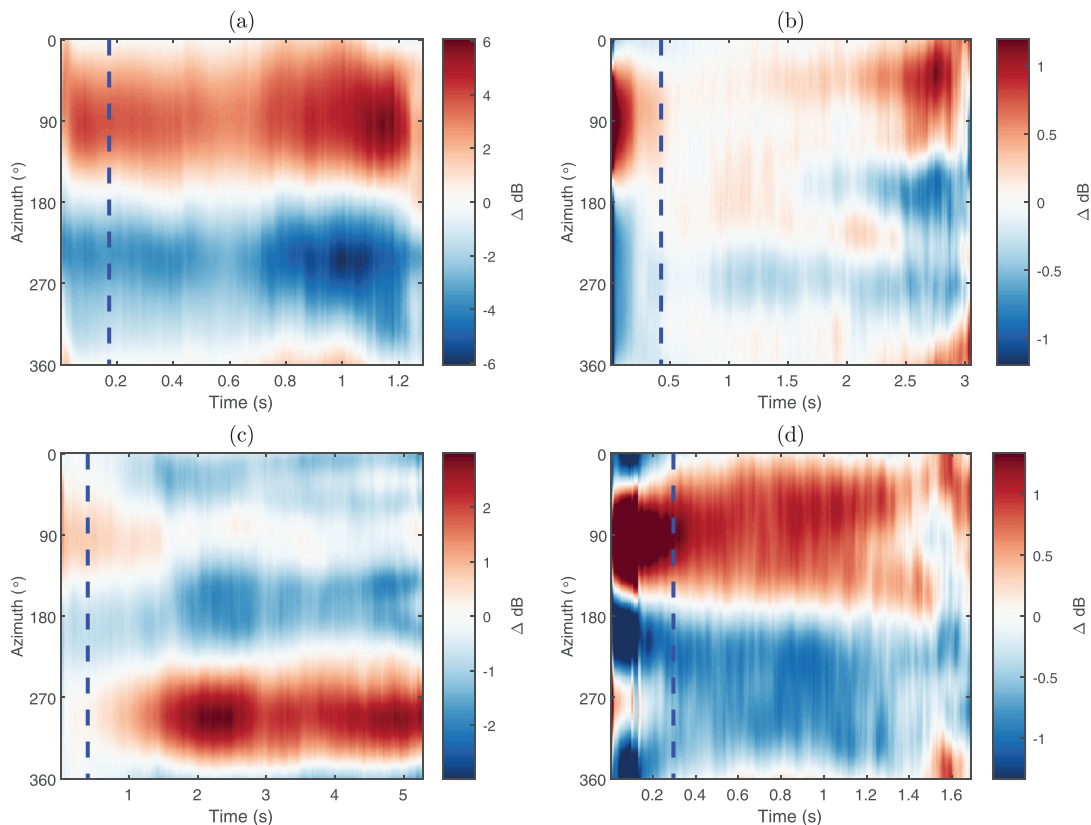 (a)
0
90
180
270
360
Azimuth (°)
0.2 0.4 0.6 0.8 1 1.2
Time (s)
6
4
2
0
-2
-4
-6
Δ dB
(b)
0
90
180
270
360
Azimuth (°)
0.5 1 1.5 2 2.5 3
Time (s)
1
0.5
0
-0.5
-1
Δ dB
(c)
0
90
180
270
360
Azimuth (°)
1 2 3 4 5
Time (s)
2
1
0
-1
-2
Δ dB
(d)
0
90
180
270
360
Azimuth (°)
0.2 0.4 0.6 0.8 1 1.2 1.4 1.6
Time (s)
1
0.5
0
-0.5
-1
Δ dB